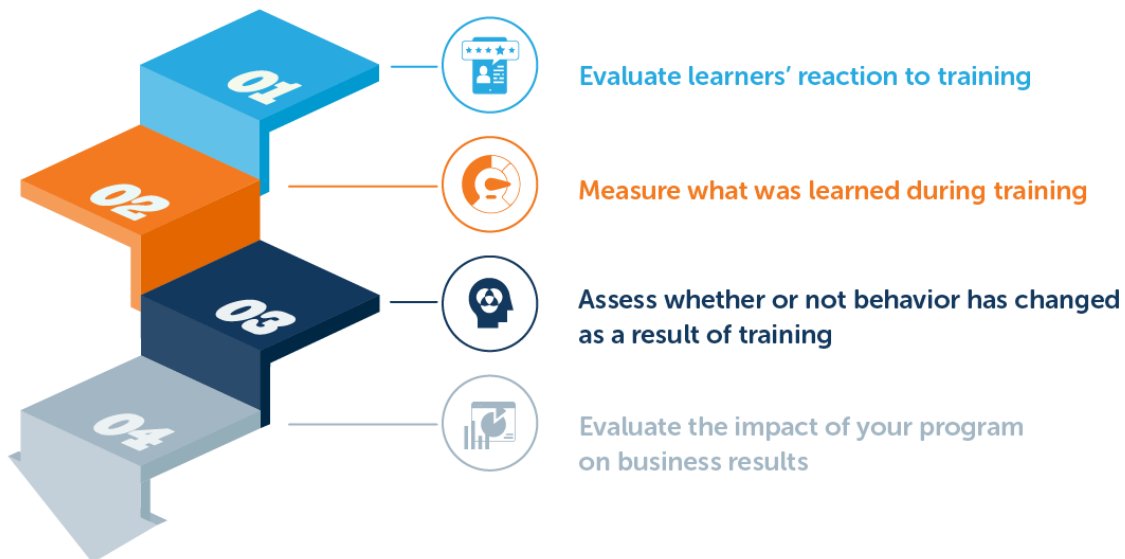 01
Evaluate learners’ reaction to training
02
Measure what was learned during training
03
Assess whether or not behavior has changed
as a result of training
04
Evaluate the impact of your program
on business results